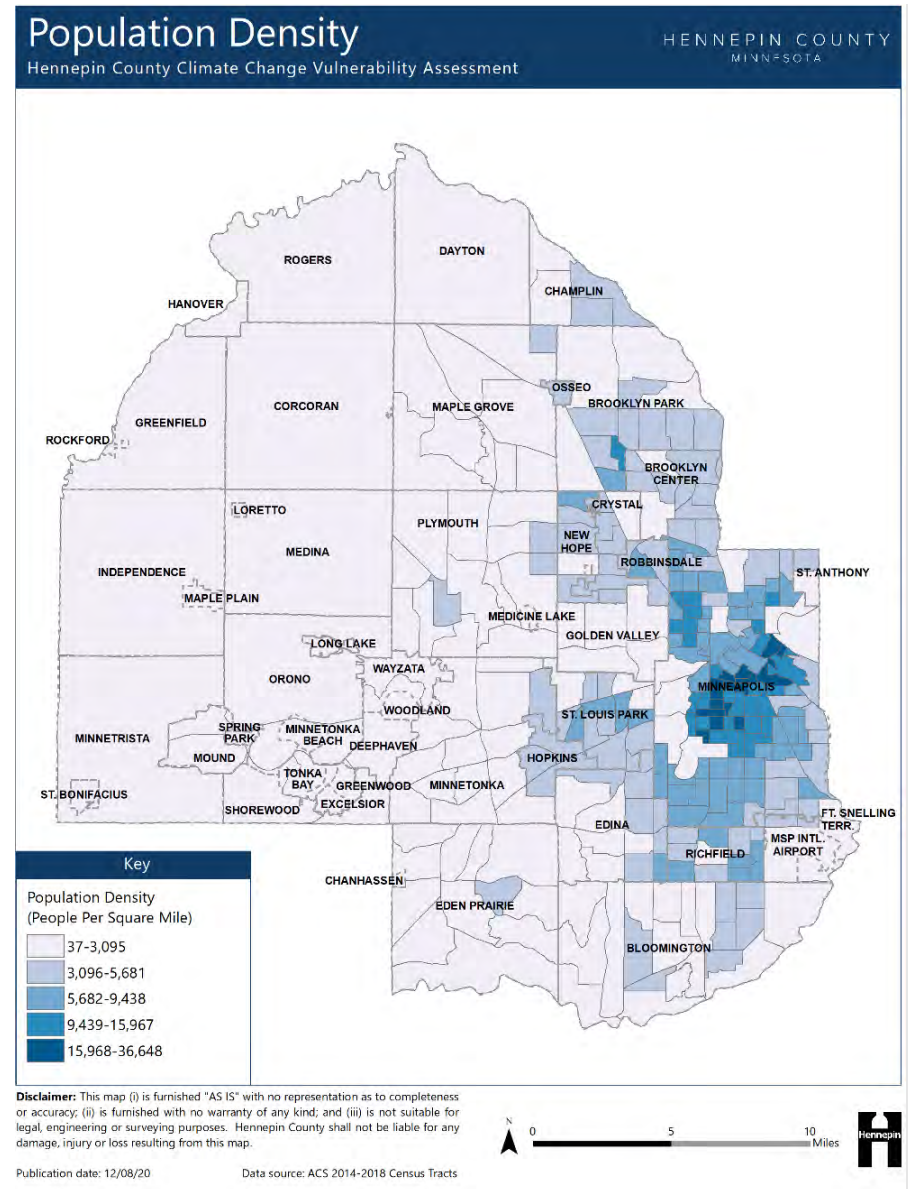 Population Density
Hennepin County Climate Change Vulnerability Assessment
HENNEPIN COUNTY
MINNESOTA
ROGERS
DAYTON
HANOVER
CHAMPLIN
OSSEO
BROOKLYN PARK
CORCORAN
MAPLE GROVE
GREENFIELD
ROCKFORD
BROOKLYN
CENTER
LORETTO
CRYSTAL
PLYMOUTH
NEW
HOPE
MEDINA
ROBBINSDALE
INDEPENDENCE
ST. ANTHONY
MAPLE PLAIN
MEDICINE LAKE
GOLDEN VALLEY
LONG LAKE
WAYZATA
ORONO
MINNEAPOLIS
WOODLAND
ST. LOUIS PARK
SPRING
PARK
MINNETONKA
BEACH
MINNETRISTA
DEEPHAVEN
MOUND
HOPKINS
TONKA
BAY
GREENWOOD
MINNETONKA
ST. BONIFACIUS
EXCELSIOR
SHOREWOOD
FT. SNELLING
TERR.
EDINA
MSP INTL.
AIRPORT
RICHFIELD
CHANHASSEN
EDEN PRAIRIE
BLOOMINGTON
Key
Population Density
(People Per Square Mile)
37-3,095
3,096-5,681
5,682-9,438
9,439-15,967
15,968-36,648
Disclaimer: This map (i) is furnished "AS IS" with no representation as to completeness
or accuracy; (ii) is furnished with no warranty of any kind; and (iii) is not suitable for
legal, engineering or surveying purposes. Hennepin County shall not be liable for any
damage, injury or loss resulting from this map.
Publication date: 12/08/20
Data source: ACS 2014-2018 Census Tracts
N
0
5
10
Miles
Hennepin